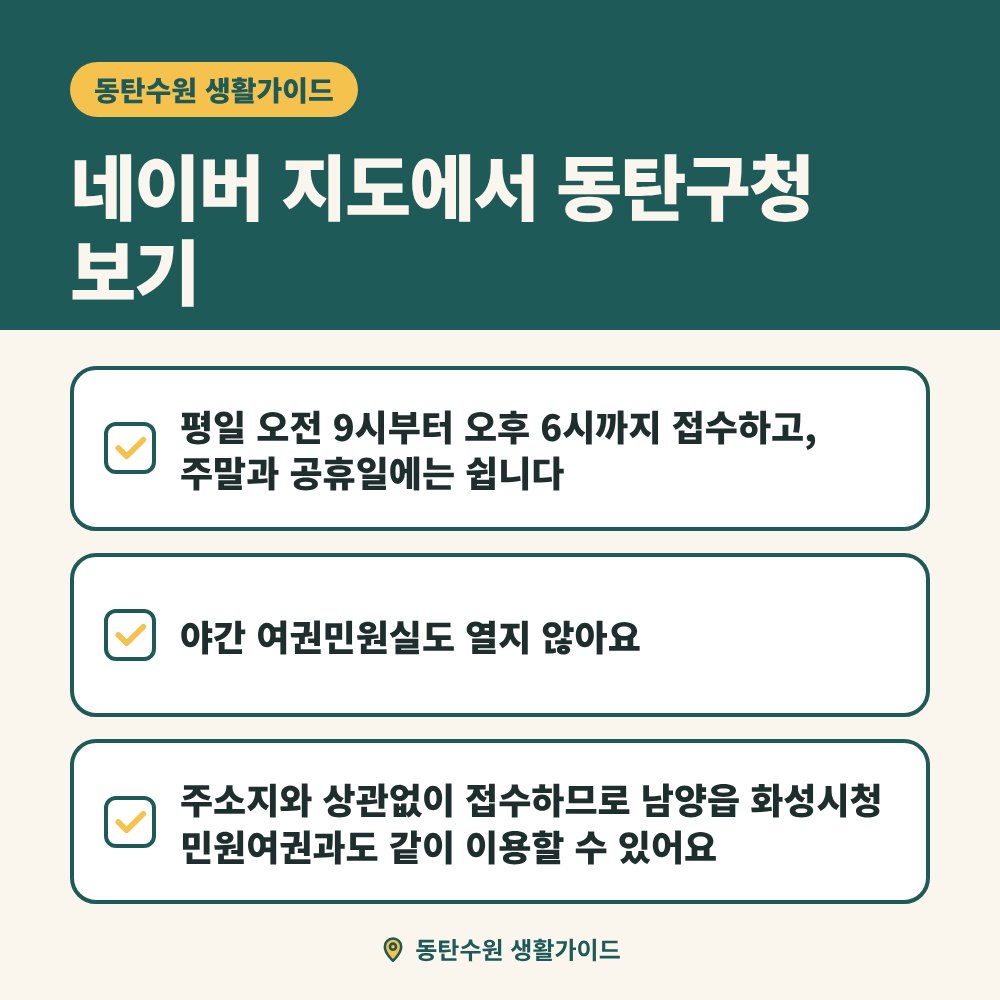 동탄수원 생활가이드
네이버 지도에서 동탄구청
보기
평일 오전 9시부터 오후 6시까지 접수하고,
주말과 공휴일에는 쉽니다
야간 여권민원실도 열지 않아요
주소지와 상관없이 접수하므로 남양읍 화성시청
민원여권과도 같이 이용할 수 있어요
동탄수원 생활가이드